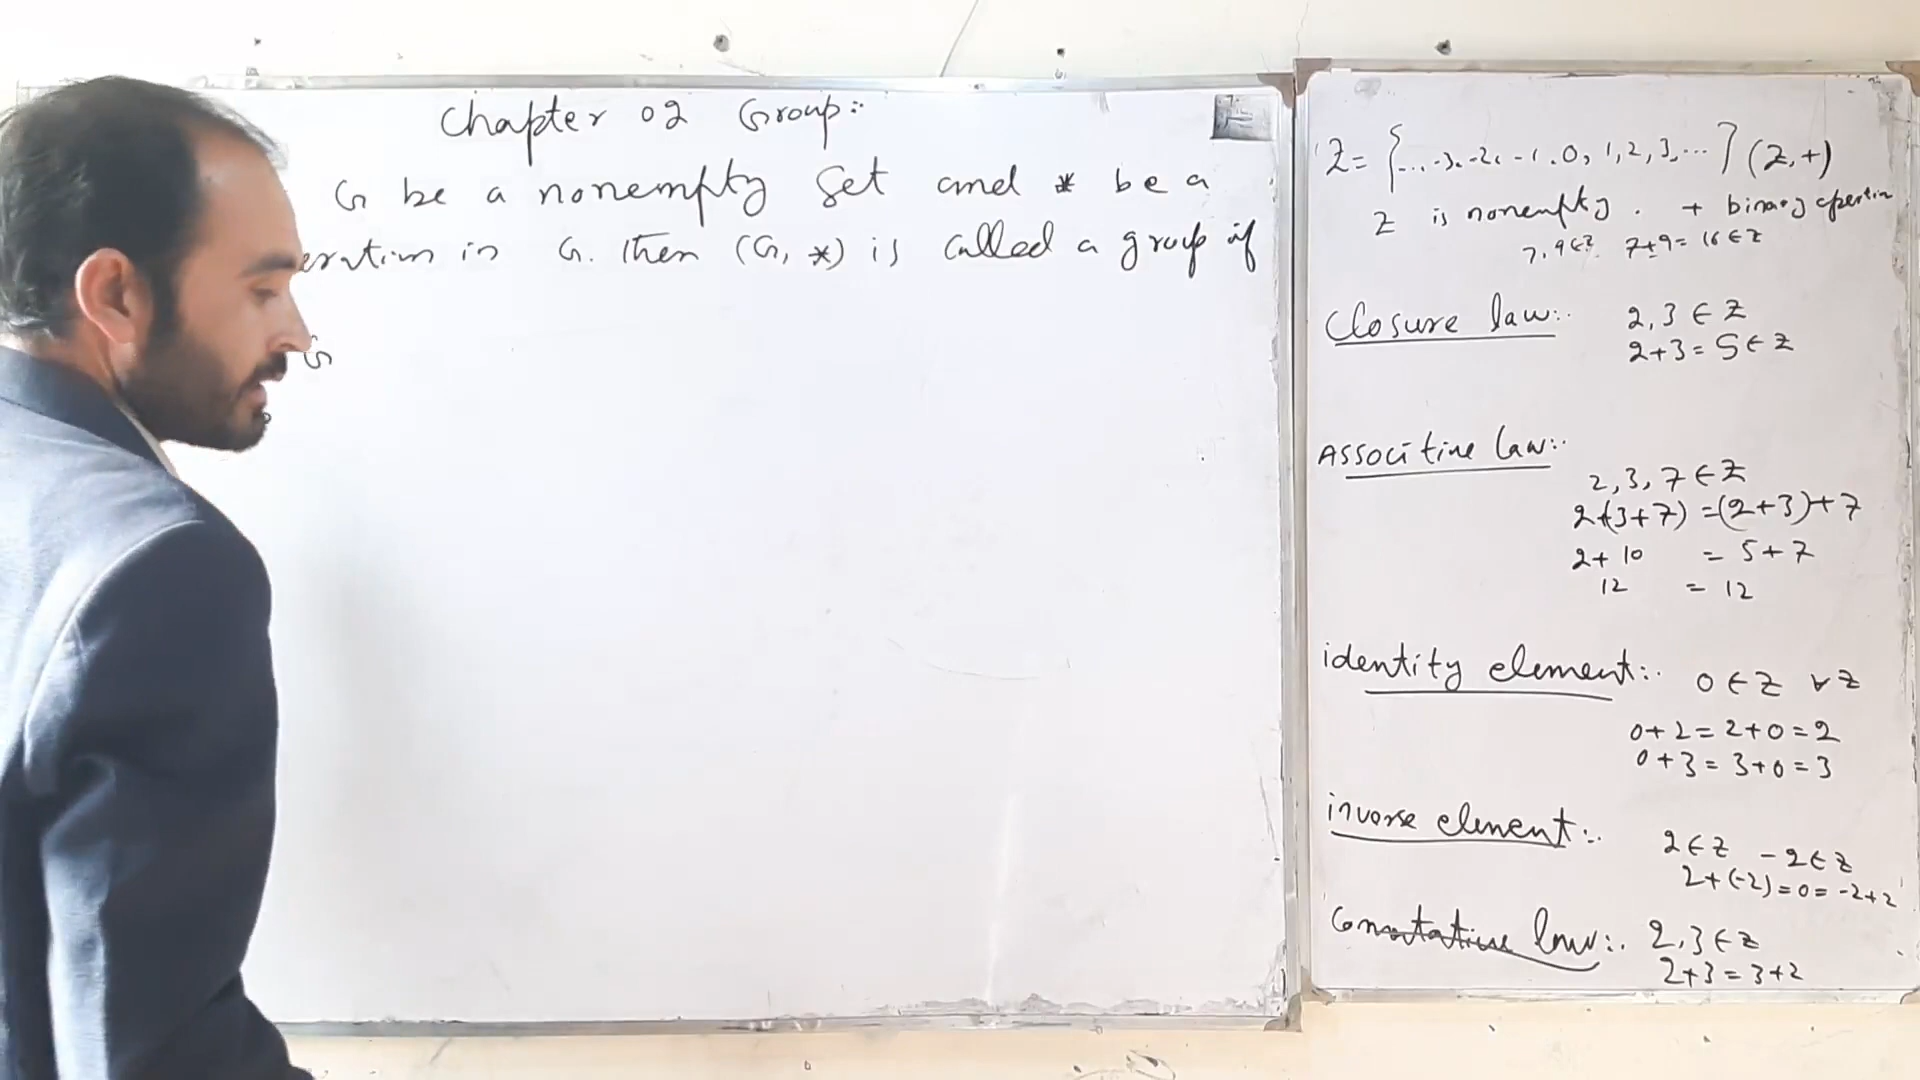 Chapter 02 Group:
G be a nonempty set and * be a
eration in G. Then (G, *) is called a group if
G
Z = {...-3, -2, -1, 0, 1, 2, 3, ...} (Z, +)
Z is nonempty. + binary opertin
7, 9 ∈ Z. 7+9 = 16 ∈ Z
Closure law:
2, 3 ∈ Z
2+3 = 5 ∈ Z
Associtive law:
2, 3, 7 ∈ Z
2+(3+7) = (2+3)+7
2+10 = 5+7
12 = 12
identity element: 0 ∈ Z ∀ Z
0+2 = 2+0 = 2
0+3 = 3+0 = 3
inverse element:
2 ∈ Z -2 ∈ Z
2+(-2) = 0 = -2+2
law: 2, 3 ∈ Z
2+3 = 3+2